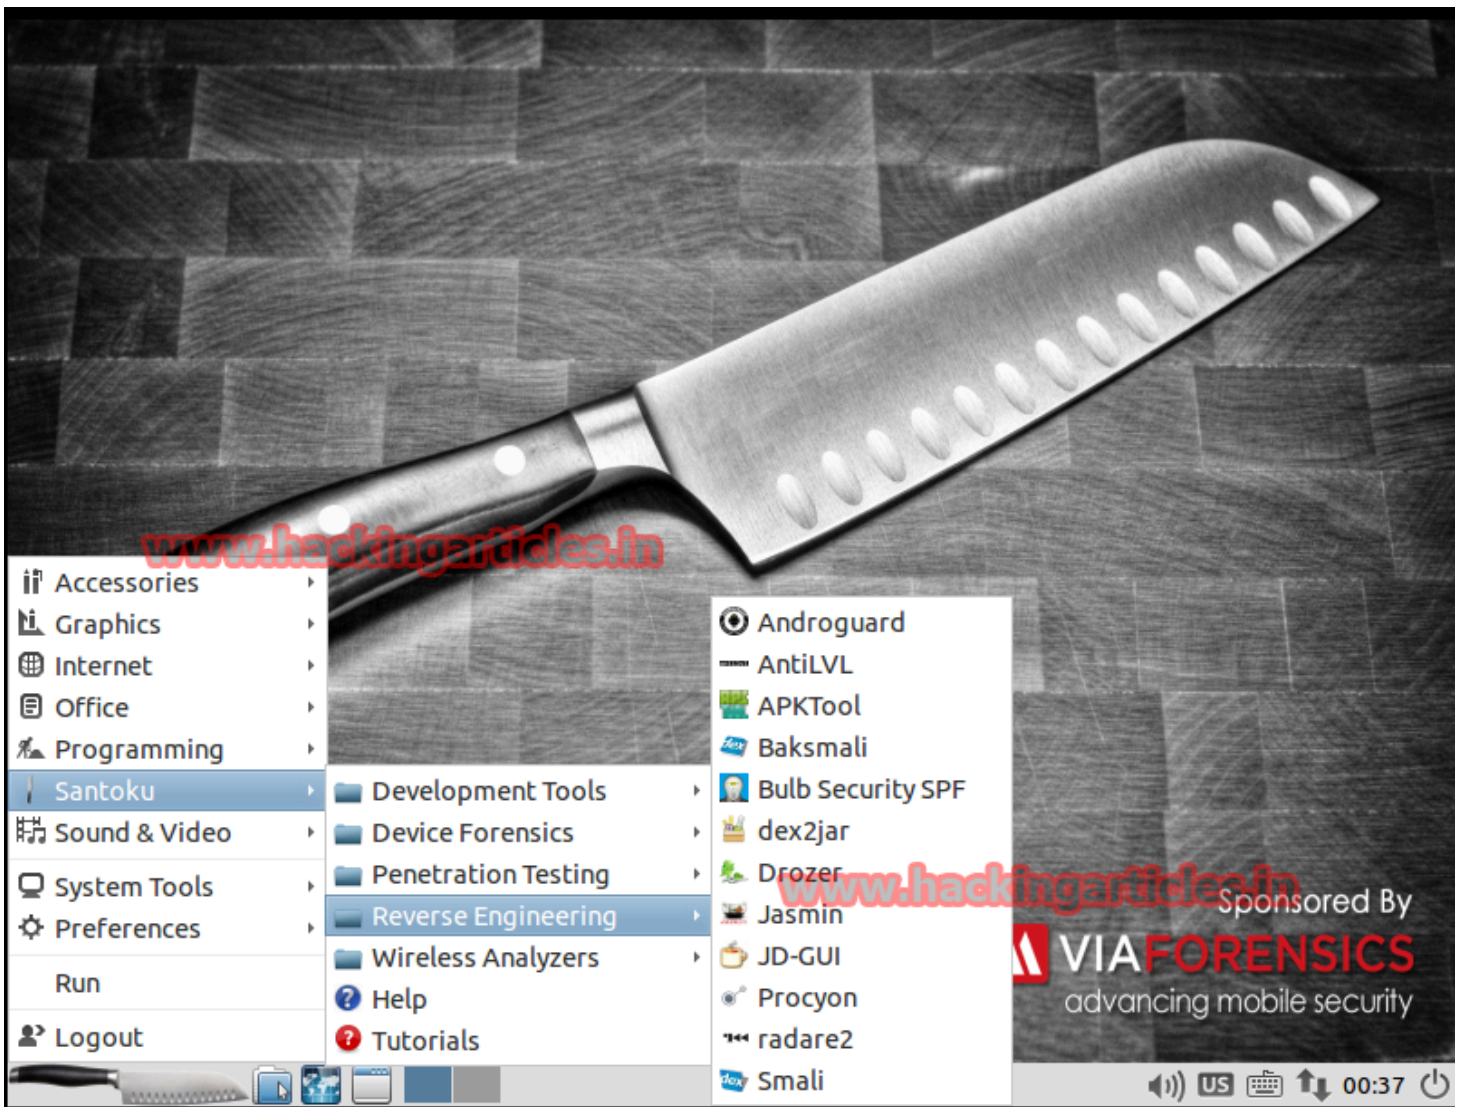 www.hackingarticles.in
Accessories
Graphics
Internet
Office
Programming
Santoku
Sound & Video
System Tools
Preferences
Run
Logout
Development Tools
Device Forensics
Penetration Testing
Reverse Engineering
Wireless Analyzers
Help
Tutorials
Androguard
AntiLVL
APKTool
Baksmali
Bulb Security SPF
dex2jar
Drozer
Jasmin
JD-GUI
Procyon
radare2
Smali
www.hackingarticles.in
Sponsored By
VIAFORENSICS
advancing mobile security
US
00:37